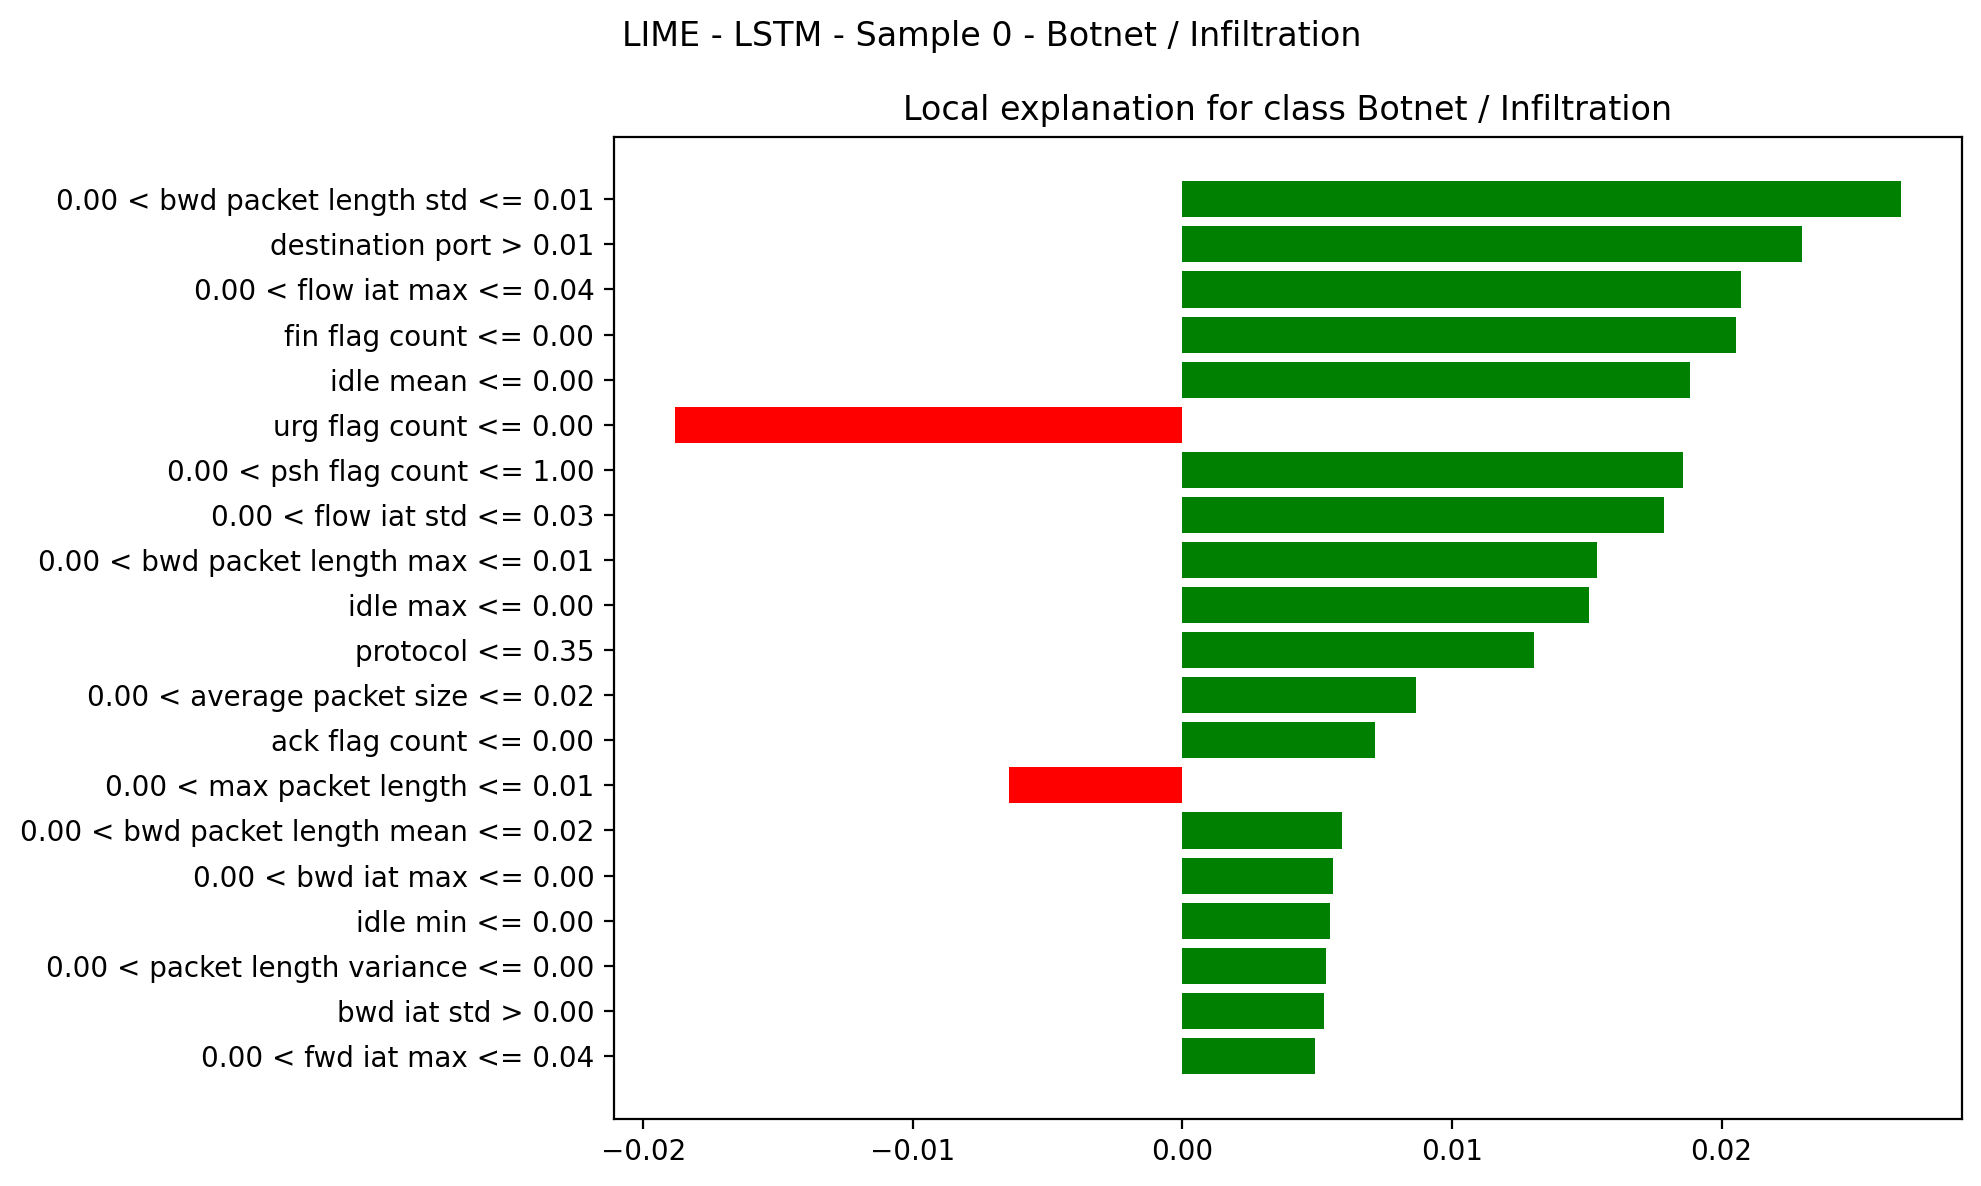 LIME - LSTM - Sample 0 - Botnet / Infiltration
Local explanation for class Botnet / Infiltration
0.00 < bwd packet length std <= 0.01
destination port > 0.01
0.00 < flow iat max <= 0.04
fin flag count <= 0.00
idle mean <= 0.00
urg flag count <= 0.00
0.00 < psh flag count <= 1.00
0.00 < flow iat std <= 0.03
0.00 < bwd packet length max <= 0.01
idle max <= 0.00
protocol <= 0.35
0.00 < average packet size <= 0.02
ack flag count <= 0.00
0.00 < max packet length <= 0.01
0.00 < bwd packet length mean <= 0.02
0.00 < bwd iat max <= 0.00
idle min <= 0.00
0.00 < packet length variance <= 0.00
bwd iat std > 0.00
0.00 < fwd iat max <= 0.04
−0.02 −0.01 0.00 0.01 0.02